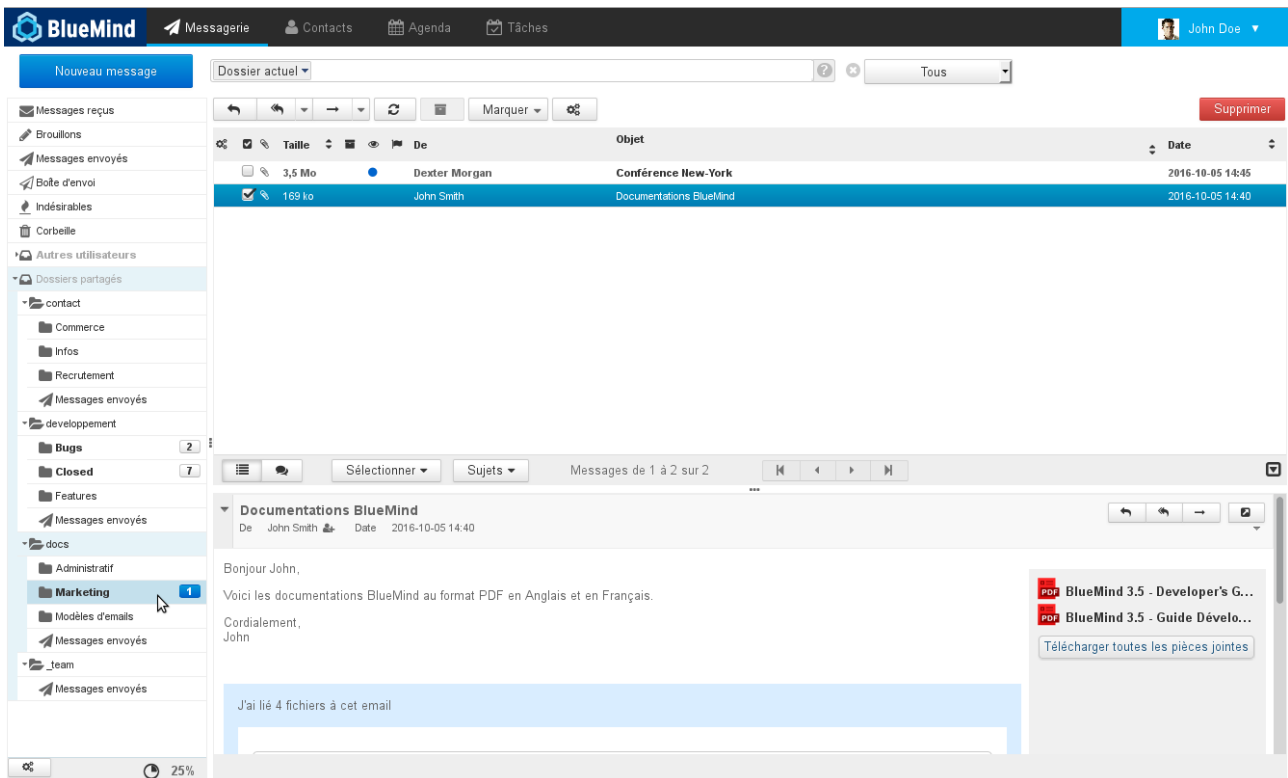 BlueMind Messagerie Contacts Agenda Tâches John Doe
Nouveau message Dossier actuel Tous
Messages reçus
Brouillons
Messages envoyés
Boîte d'envoi
Indésirables
Corbeille
Autres utilisateurs
Dossiers partagés
contact
Commerce
Infos
Recrutement
Messages envoyés
developpement
Bugs 2
Closed 7
Features
Messages envoyés
docs
Administratif
Marketing 1
Modèles d'emails
Messages envoyés
_team
Messages envoyés
25%
Marquer Supprimer
Taille De Objet Date
3,5 Mo Dexter Morgan Conférence New-York 2016-10-05 14:45
169 ko John Smith Documentations BlueMind 2016-10-05 14:40
Sélectionner Sujets Messages de 1 à 2 sur 2
Documentations BlueMind
De John Smith Date 2016-10-05 14:40
Bonjour John,
Voici les documentations BlueMind au format PDF en Anglais et en Français.
Cordialement,
John
J'ai lié 4 fichiers à cet email
PDF BlueMind 3.5 - Developer's G...
PDF BlueMind 3.5 - Guide Dévelo...
Télécharger toutes les pièces jointes